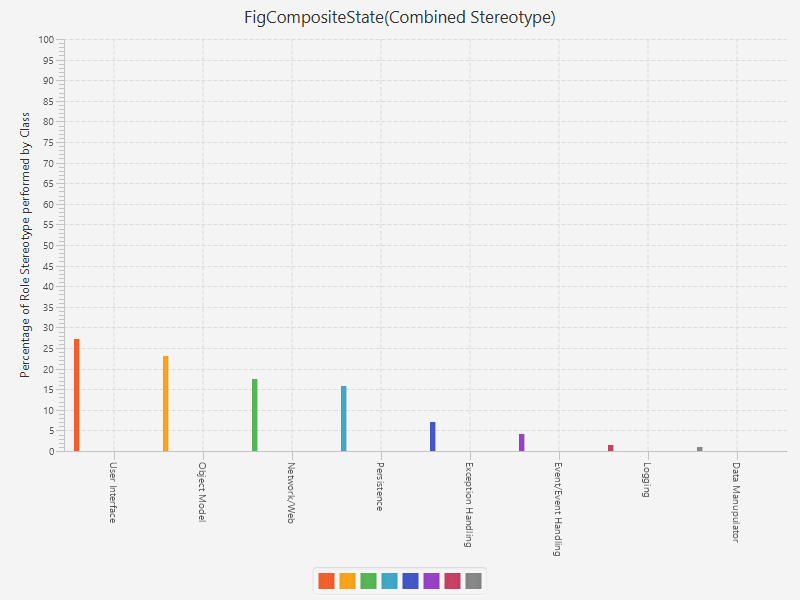 FigCompositeState(Combined Stereotype)
Percentage of Role Stereotype performed by Class
100
95
90
85
80
75
70
65
60
55
50
45
40
35
30
25
20
15
10
5
0
User Interface
Object Model
Network/Web
Persistence
Exception Handling
Event/Event Handling
Logging
Data Manupulator